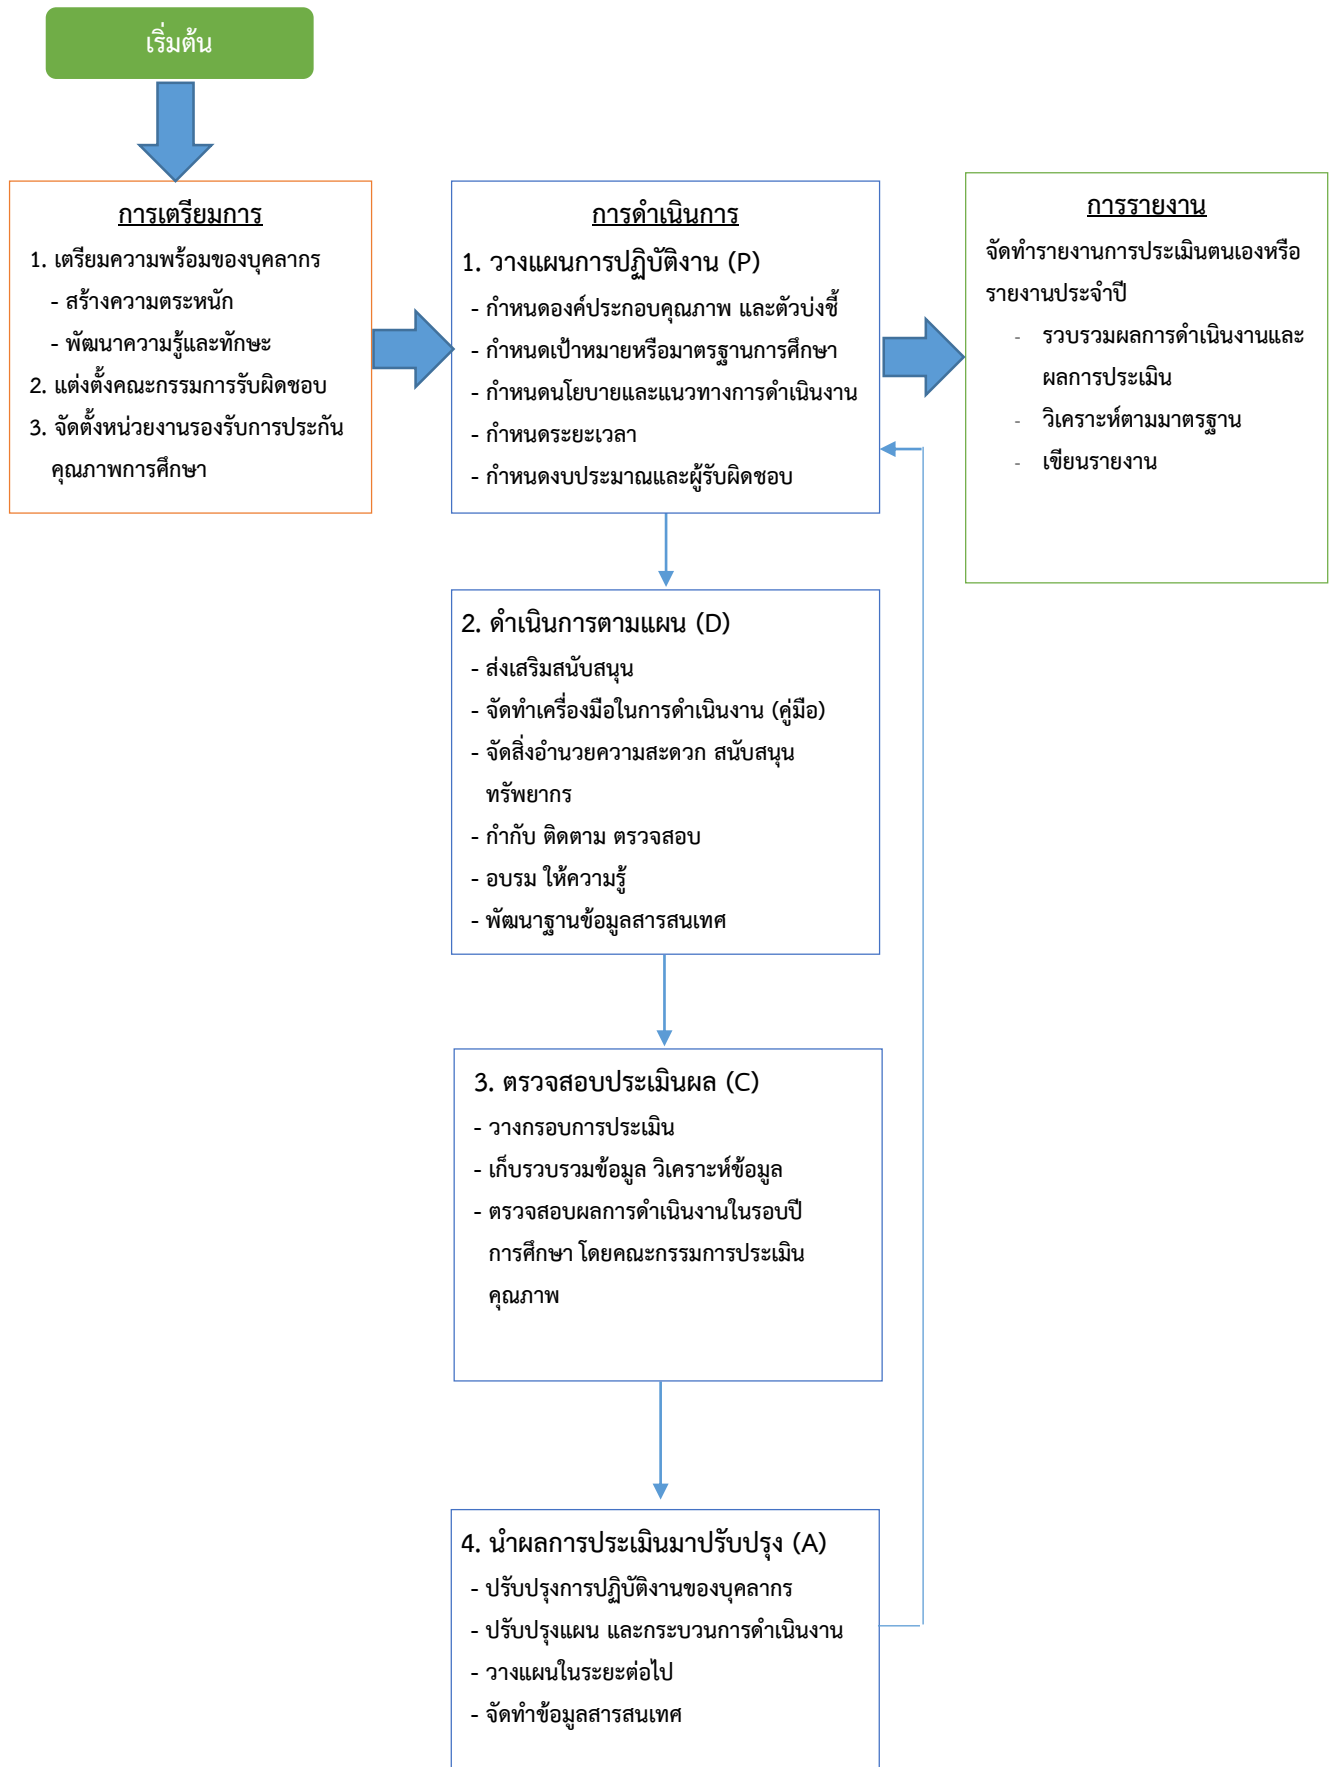 เริ่มต้น
การเตรียมการ
1. เตรียมความพร้อมของบุคลากร
- สร้างความตระหนัก
- พัฒนาความรู้และทักษะ
2. แต่งตั้งคณะกรรมการรับผิดชอบ
3. จัดตั้งหน่วยงานรองรับการประกัน
คุณภาพการศึกษา
การดำเนินการ
1. วางแผนการปฏิบัติงาน (P)
- กำหนดองค์ประกอบคุณภาพ และตัวบ่งชี้
- กำหนดเป้าหมายหรือมาตรฐานการศึกษา
- กำหนดนโยบายและแนวทางการดำเนินงาน
- กำหนดระยะเวลา
- กำหนดงบประมาณและผู้รับผิดชอบ
การรายงาน
จัดทำรายงานการประเมินตนเองหรือ
รายงานประจำปี
- รวบรวมผลการดำเนินงานและ
ผลการประเมิน
- วิเคราะห์ตามมาตรฐาน
- เขียนรายงาน
2. ดำเนินการตามแผน (D)
- ส่งเสริมสนับสนุน
- จัดทำเครื่องมือในการดำเนินงาน (คู่มือ)
- จัดสิ่งอำนวยความสะดวก สนับสนุน
ทรัพยากร
- กำกับ ติดตาม ตรวจสอบ
- อบรม ให้ความรู้
- พัฒนาฐานข้อมูลสารสนเทศ
3. ตรวจสอบประเมินผล (C)
- วางกรอบการประเมิน
- เก็บรวบรวมข้อมูล วิเคราะห์ข้อมูล
- ตรวจสอบผลการดำเนินงานในรอบปี
การศึกษา โดยคณะกรรมการประเมิน
คุณภาพ
4. นำผลการประเมินมาปรับปรุง (A)
- ปรับปรุงการปฏิบัติงานของบุคลากร
- ปรับปรุงแผน และกระบวนการดำเนินงาน
- วางแผนในระยะต่อไป
- จัดทำข้อมูลสารสนเทศ